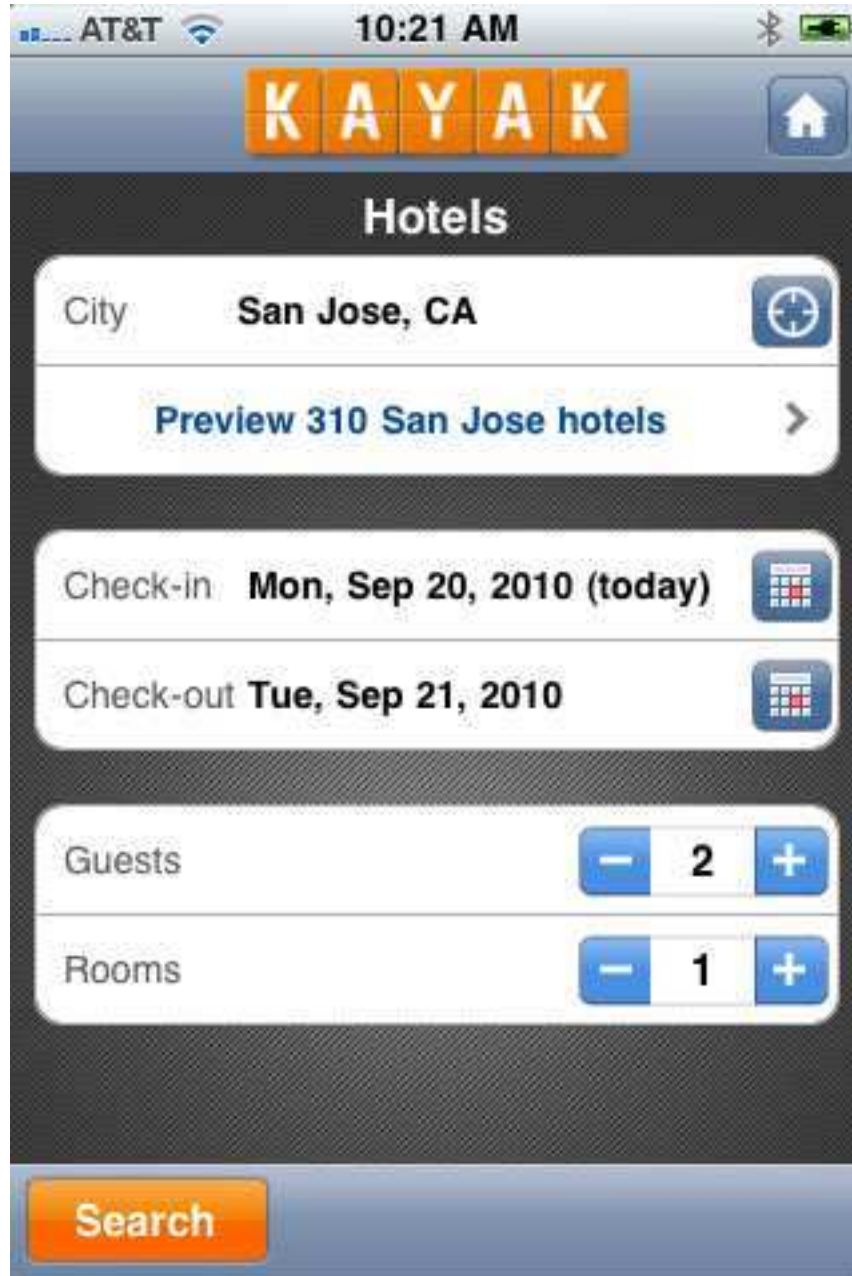 AT&T 10:21 AM
KAYAK
Hotels
City San Jose, CA
Preview 310 San Jose hotels
Check-in Mon, Sep 20, 2010 (today)
Check-out Tue, Sep 21, 2010
Guests 2
Rooms 1
Search